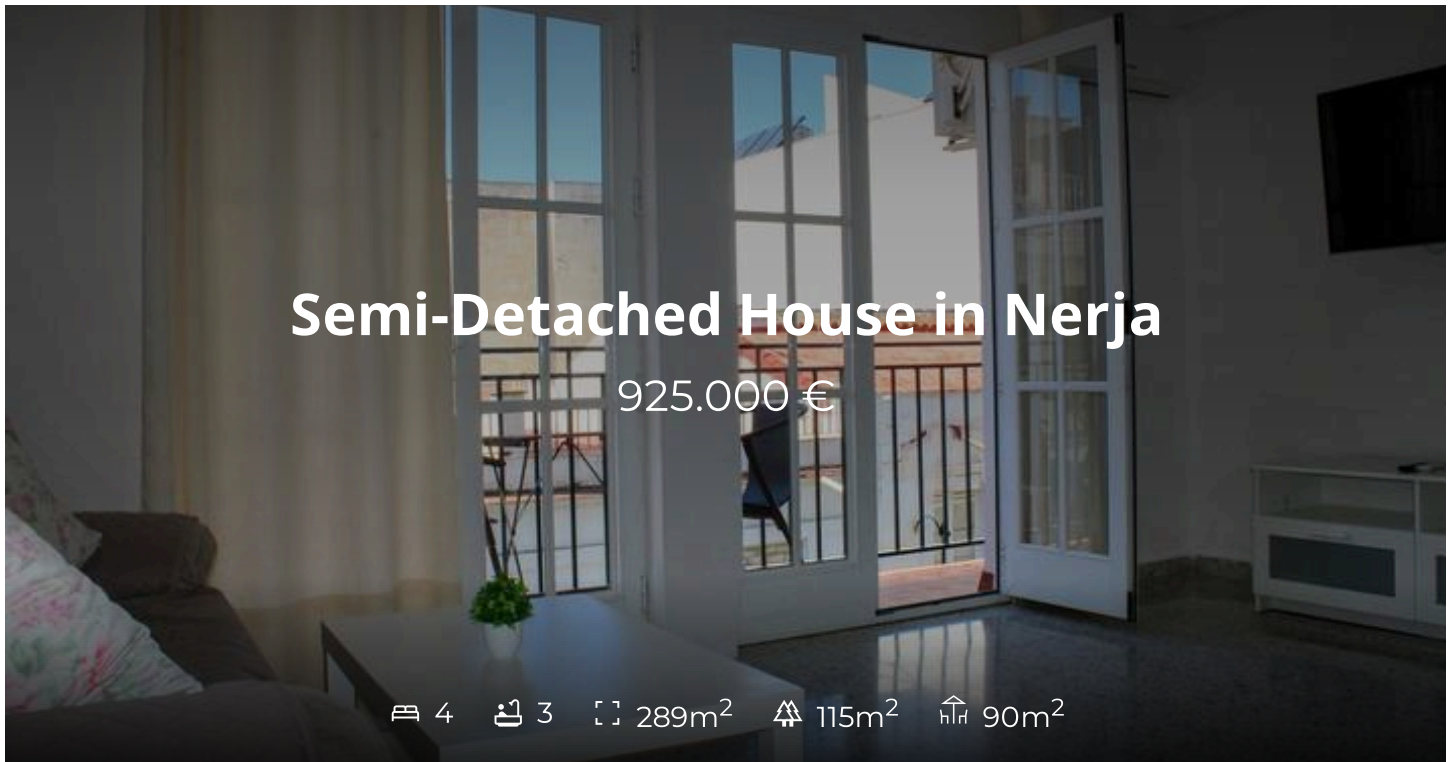 Semi-Detached House in Nerja
925.000 €
4 3 289m² 115m² 90m²